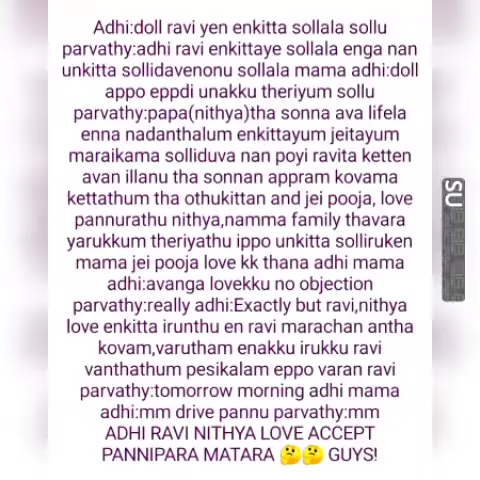 Adhi:doll ravi yen enkitta sollala sollu
parvathy:adhi ravi enkittaye sollala enga nan
unkitta sollidavenonu sollala mama adhi:doll
appo eppdi unakku theriyum sollu
parvathy:papa(nithya)tha sonna ava lifela
enna nadanthalum enkittayum jeitayum
maraikama solliduva nan poyi ravita ketten
avan illanu tha sonnan appram kovama
kettathum tha othukittan and jei pooja, love
pannurathu nithya,namma family thavara
yarukkum theriyathu ippo unkitta solliruken
mama jei pooja love kk thana adhi mama
adhi:avanga lovekku no objection
parvathy:really adhi:Exactly but ravi,nithya
love enkitta irunthu en ravi marachan antha
kovam,varutham enakku irukku ravi
vanthathum pesikalam eppo varan ravi
parvathy:tomorrow morning adhi mama
adhi:mm drive pannu parvathy:mm
ADHI RAVI NITHYA LOVE ACCEPT
PANNIPARA MATARA 🤔🤔 GUYS!
SU